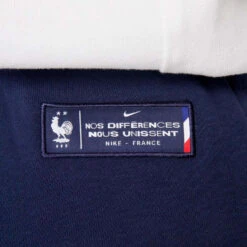 NOS DIFFÉRENCES
NOUS UNISSENT
NIKE - FRANCE